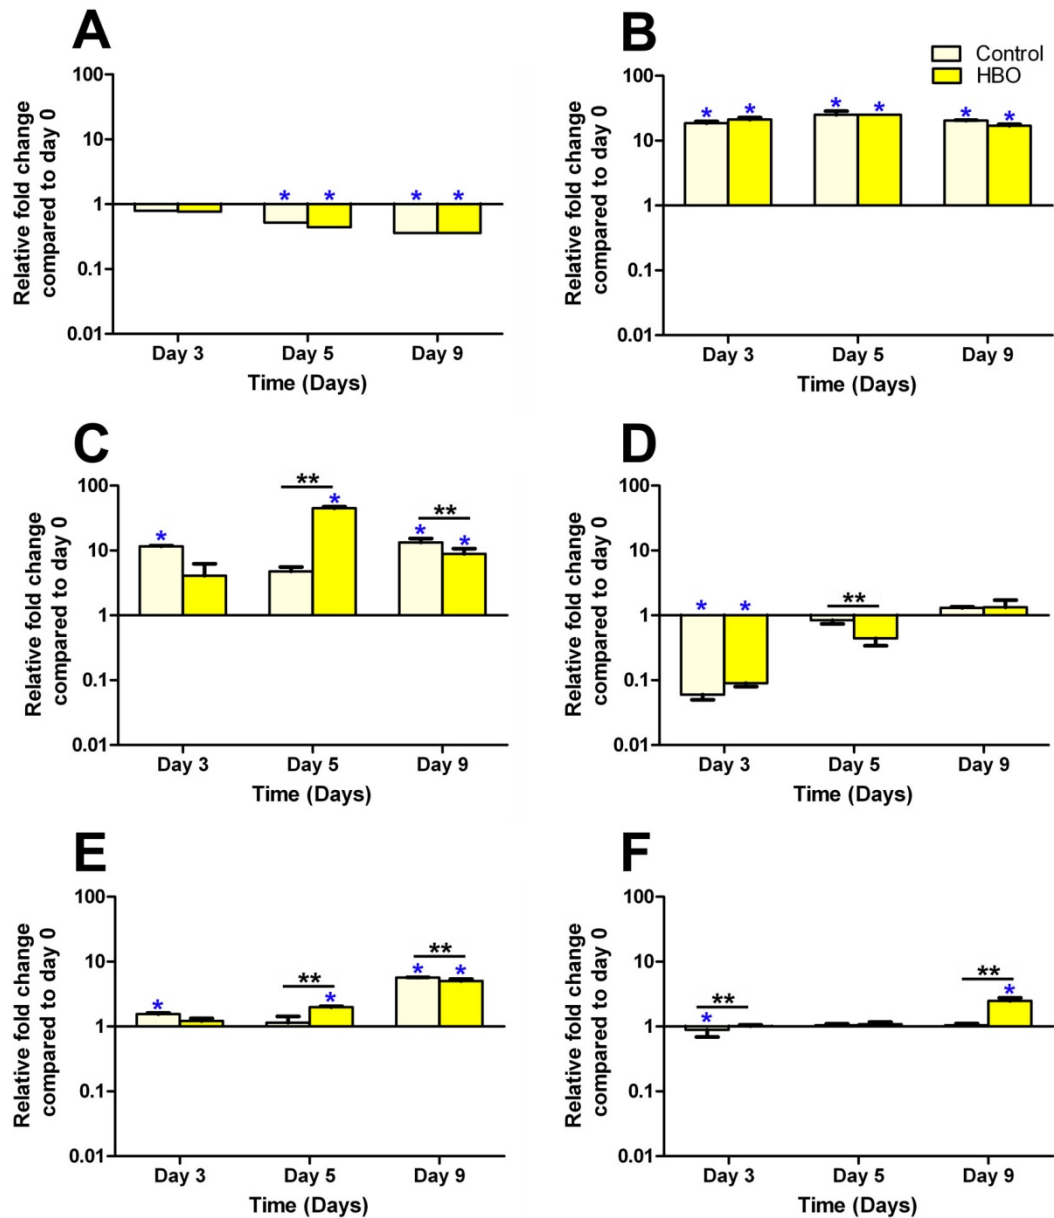 A
Relative fold change
compared to day 0
100
10
1
0.1
0.01
* * * *
Day 3 Day 5 Day 9
Time (Days)
B
Control
HBO
Relative fold change
compared to day 0
100
10
1
0.1
0.01
* * * * * *
Day 3 Day 5 Day 9
Time (Days)
C
Relative fold change
compared to day 0
100
10
1
0.1
0.01
** **
* * * *
Day 3 Day 5 Day 9
Time (Days)
D
Relative fold change
compared to day 0
100
10
1
0.1
0.01
**
* *
Day 3 Day 5 Day 9
Time (Days)
E
Relative fold change
compared to day 0
100
10
1
0.1
0.01
** **
* * * *
Day 3 Day 5 Day 9
Time (Days)
F
Relative fold change
compared to day 0
100
10
1
0.1
0.01
** **
* *
Day 3 Day 5 Day 9
Time (Days)